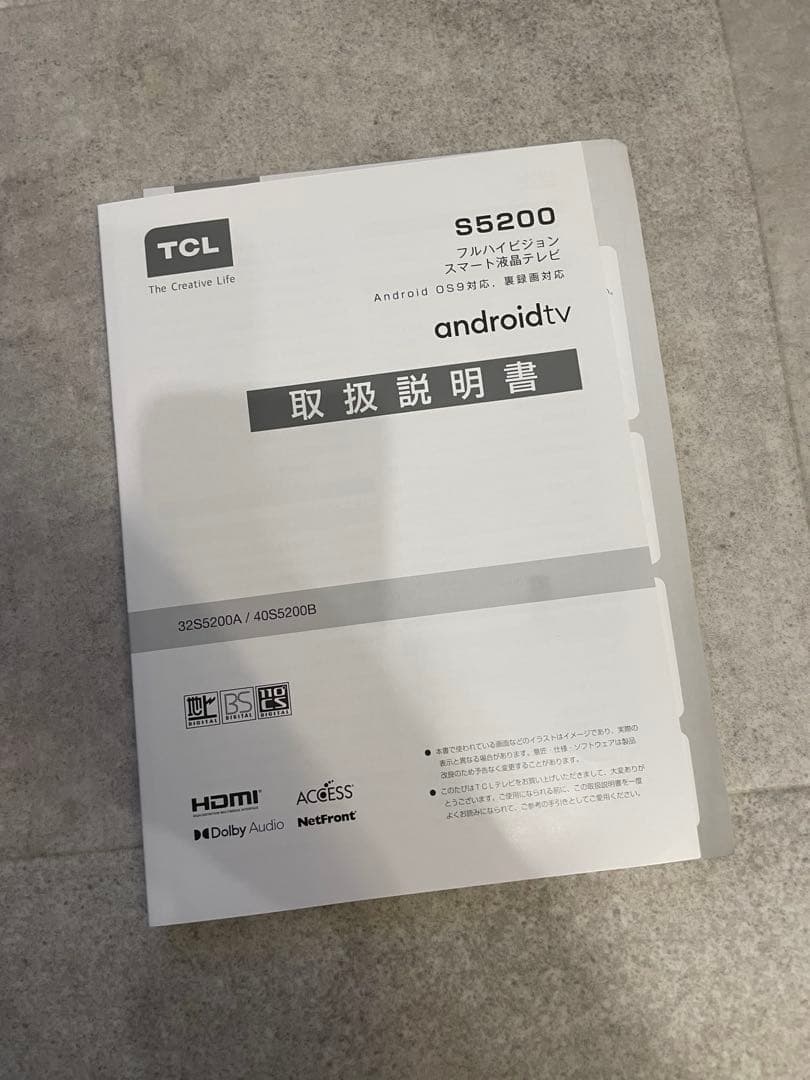 TCL
The Creative Life
S5200
フルハイビジョン
スマート液晶テレビ
Android OS9対応，裏録画対応
androidtv
取扱説明書
32S5200A / 40S5200B
地上 DIGITAL
BS DIGITAL
110°CS DIGITAL
HDMI
ACCESS
Dolby Audio
NetFront
● 本書で使われている画面などのイラストはイメージであり、実際の
表示と異なる場合があります。意匠・仕様・ソフトウェアは製品
改良のため予告なく変更することがあります。
● このたびはTCLテレビをお買い上げいただきまして、大変ありが
とうございます。ご使用になられる前に、この取扱説明書を一度
よくお読みになられて、ご参考の手引きとしてご愛用ください。